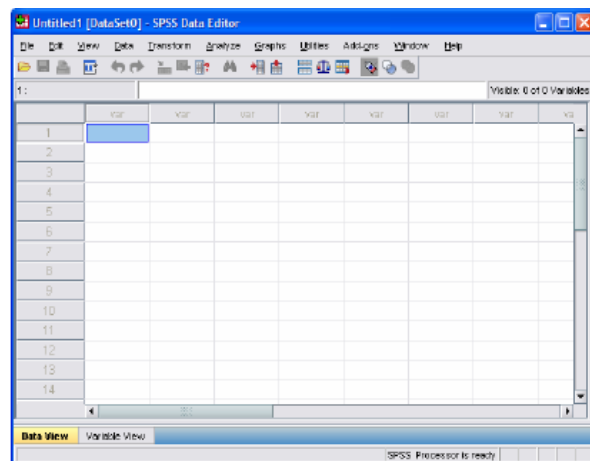 Untitled1 [DataSet0] - SPSS Data Editor
File Edit View Data Transform Analyze Graphs Utilities Add-ons Window Help
1 : Visible: 0 of 0 Variables
var var var var var var var va
1
2
3
4
5
6
7
8
9
10
11
12
13
14
Data View Variable View
SPSS Processor is ready